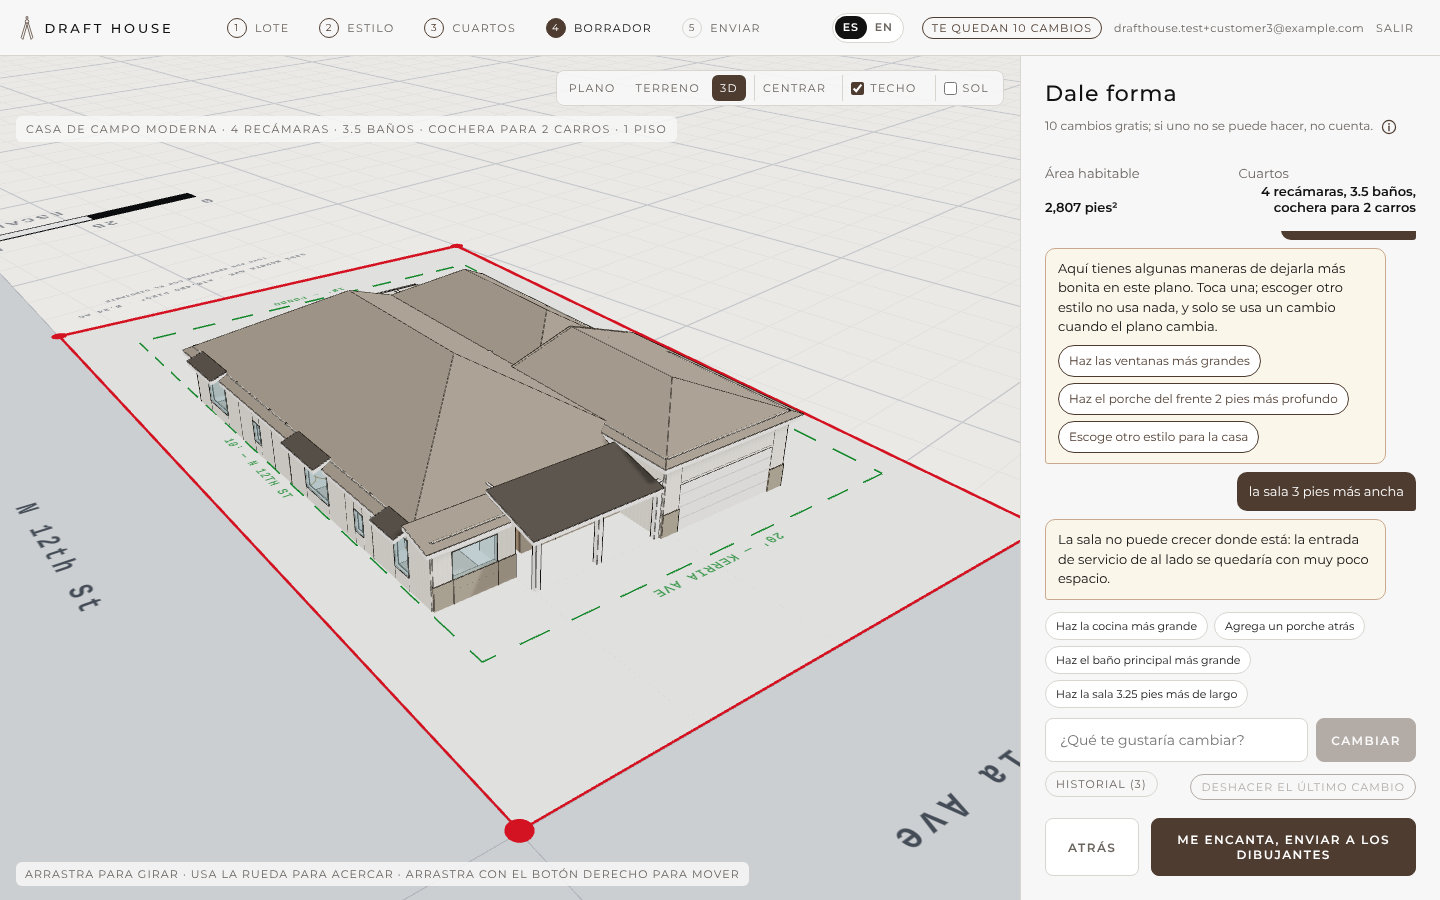 DRAFT HOUSE
1 LOTE
2 ESTILO
3 CUARTOS
4 BORRADOR
5 ENVIAR
ES EN
TE QUEDAN 10 CAMBIOS
drafthouse.test+customer3@example.com
SALIR
PLANO TERRENO 3D CENTRAR TECHO SOL
CASA DE CAMPO MODERNA · 4 RECÁMARAS · 3.5 BAÑOS · COCHERA PARA 2 CARROS · 1 PISO
20
0
10' – N 12TH ST
20' – KERRIA AVE
N 12th St
ia Ave
ARRASTRA PARA GIRAR · USA LA RUEDA PARA ACERCAR · ARRASTRA CON EL BOTÓN DERECHO PARA MOVER
Dale forma
10 cambios gratis; si uno no se puede hacer, no cuenta.
Área habitable
2,807 pies²
Cuartos
4 recámaras, 3.5 baños,
cochera para 2 carros
Aquí tienes algunas maneras de dejarla más
bonita en este plano. Toca una; escoger otro
estilo no usa nada, y solo se usa un cambio
cuando el plano cambia.
Haz las ventanas más grandes
Haz el porche del frente 2 pies más profundo
Escoge otro estilo para la casa
la sala 3 pies más ancha
La sala no puede crecer donde está: la entrada
de servicio de al lado se quedaría con muy poco
espacio.
Haz la cocina más grande
Agrega un porche atrás
Haz el baño principal más grande
Haz la sala 3.25 pies más de largo
¿Qué te gustaría cambiar?
CAMBIAR
HISTORIAL (3)
DESHACER EL ÚLTIMO CAMBIO
ATRÁS
ME ENCANTA, ENVIAR A LOS
DIBUJANTES